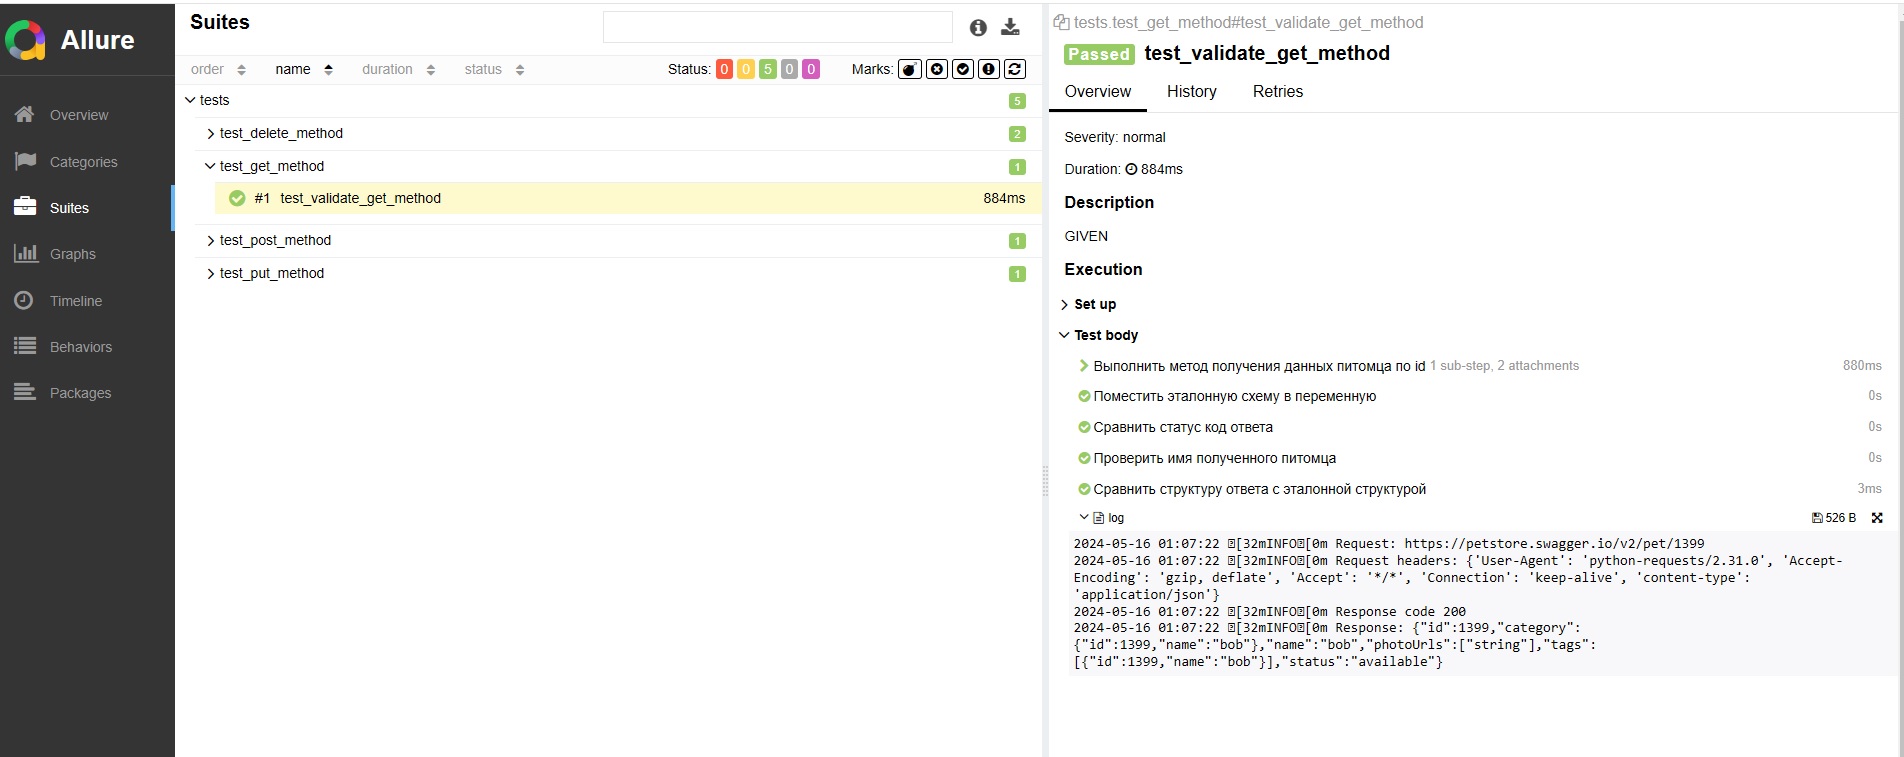 Allure
Overview
Categories
Suites
Graphs
Timeline
Behaviors
Packages
Suites
order name duration status Status: 0 0 5 0 0 Marks:
tests 5
test_delete_method 2
test_get_method 1
#1 test_validate_get_method 884ms
test_post_method 1
test_put_method 1
tests.test_get_method#test_validate_get_method
Passed test_validate_get_method
Overview History Retries
Severity: normal
Duration: 884ms
Description
GIVEN
Execution
Set up
Test body
Выполнить метод получения данных питомца по id 1 sub-step, 2 attachments 880ms
Поместить эталонную схему в переменную 0s
Сравнить статус код ответа 0s
Проверить имя полученного питомца 0s
Сравнить структуру ответа с эталонной структурой 3ms
log 526 B
2024-05-16 01:07:22 [32mINFO[0m Request: https://petstore.swagger.io/v2/pet/1399
2024-05-16 01:07:22 [32mINFO[0m Request headers: {'User-Agent': 'python-requests/2.31.0', 'Accept-
Encoding': 'gzip, deflate', 'Accept': '*/*', 'Connection': 'keep-alive', 'content-type':
'application/json'}
2024-05-16 01:07:22 [32mINFO[0m Response code 200
2024-05-16 01:07:22 [32mINFO[0m Response: {"id":1399,"category":
{"id":1399,"name":"bob"},"name":"bob","photoUrls":["string"],"tags":
[{"id":1399,"name":"bob"}],"status":"available"}